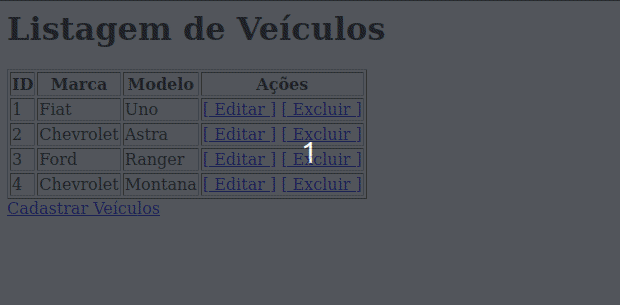 Listagem de Veículos
ID Marca Modelo Ações
1 Fiat Uno [ Editar ] [ Excluir ]
2 Chevrolet Astra [ Editar ] [ Excluir ]
3 Ford Ranger [ Editar ] [ Excluir ]
1
4 Chevrolet Montana [ Editar ] [ Excluir ]
Cadastrar Veículos